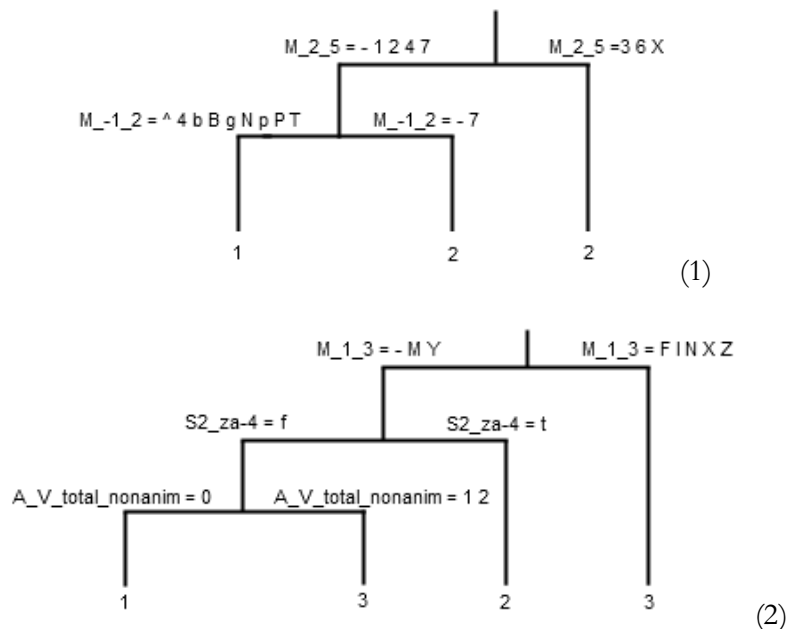 M_2_5 = - 1 2 4 7 M_2_5 =3 6 X
M_-1_2 = ^ 4 b B g N p P T M_-1_2 = - 7
1 2 2
(1)
M_1_3 = - M Y M_1_3 = F I N X Z
S2_za-4 = f S2_za-4 = t
A_V_total_nonanim = 0 A_V_total_nonanim = 1 2
1 3 2 3
(2)